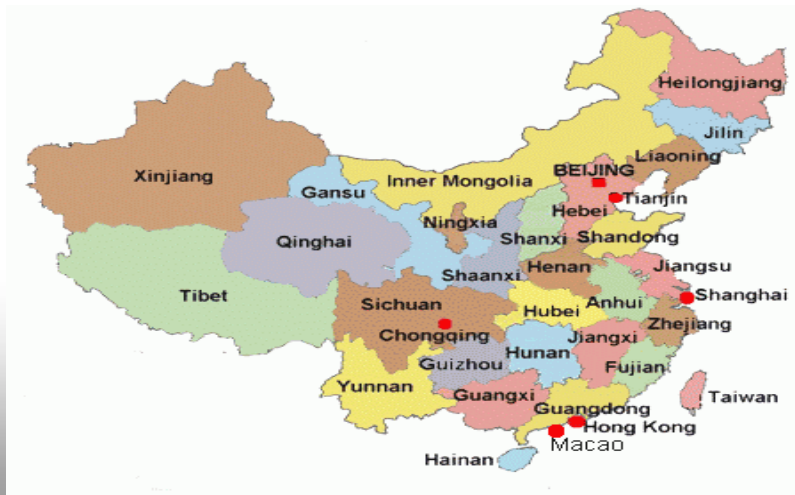 Heilongjiang
Jilin
Liaoning
BEIJING
Xinjiang
Inner Mongolia
Gansu
Tianjin
Hebei
Ningxia
Qinghai
Shanxi
Shandong
Shaanxi
Henan
Jiangsu
Tibet
Shanghai
Sichuan
Anhui
Hubei
Zhejiang
Chongqing
Jiangxi
Hunan
Guizhou
Fujian
Yunnan
Guangxi
Taiwan
Guangdong
Hong Kong
Macao
Hainan